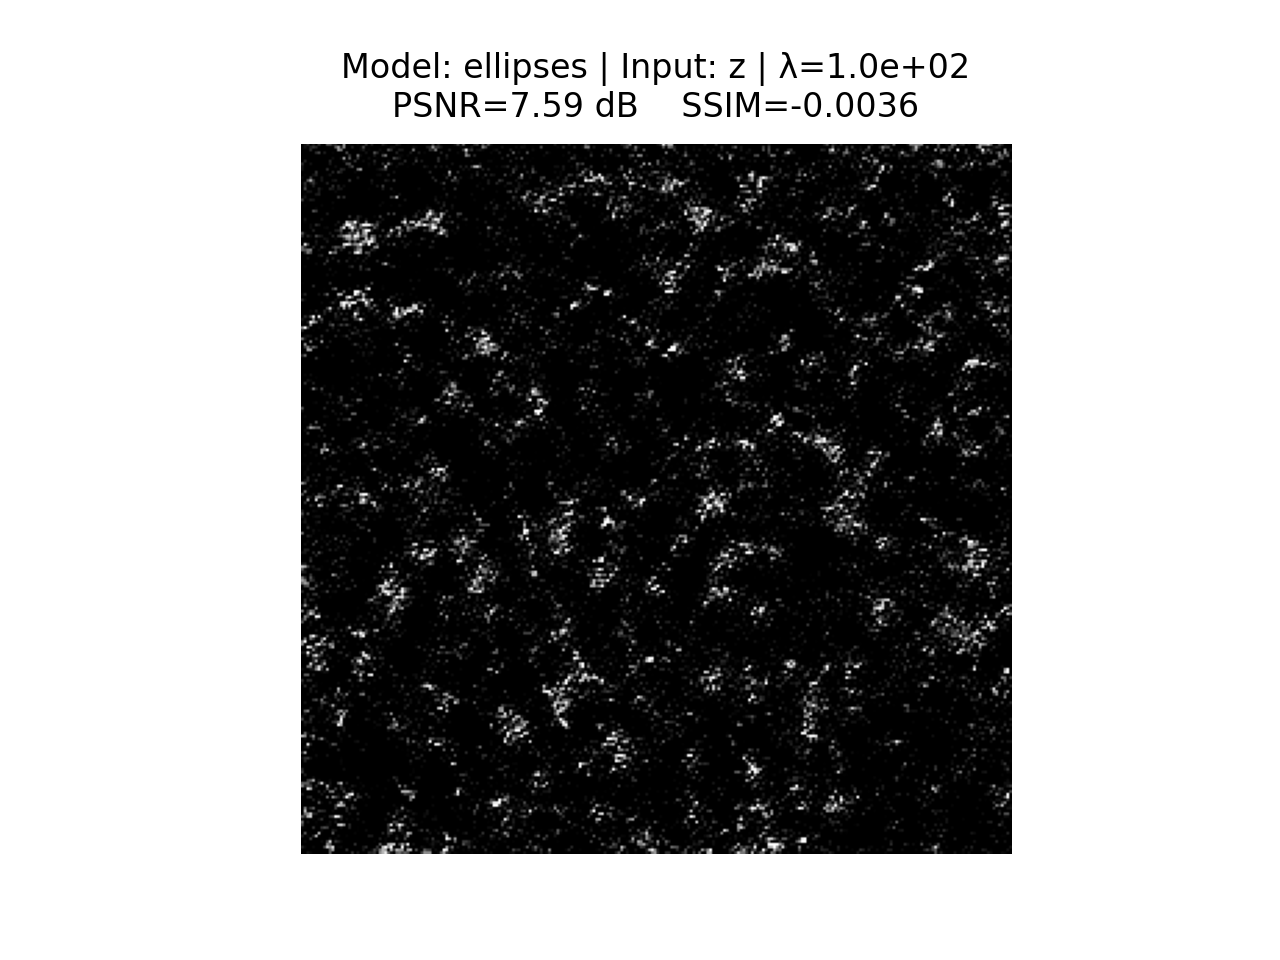 Model: ellipses | Input: z | λ=1.0e+02
PSNR=7.59 dB    SSIM=-0.0036